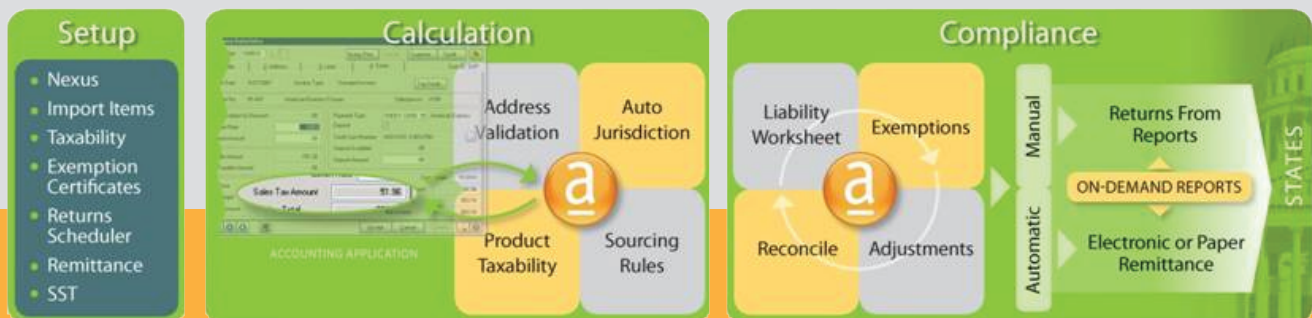 Setup
Nexus
Import Items
Taxability
Exemption
Certificates
Returns
Scheduler
Remittance
SST
Calculation
Sales Tax Amount
51.96
Total
ACCOUNTING APPLICATION
Address
Validation
Auto
Jurisdiction
a
Product
Taxability
Sourcing
Rules
Compliance
Liability
Worksheet
Exemptions
a
Reconcile
Adjustments
Manual
Automatic
Returns From
Reports
ON-DEMAND REPORTS
Electronic or Paper
Remittance
STATES